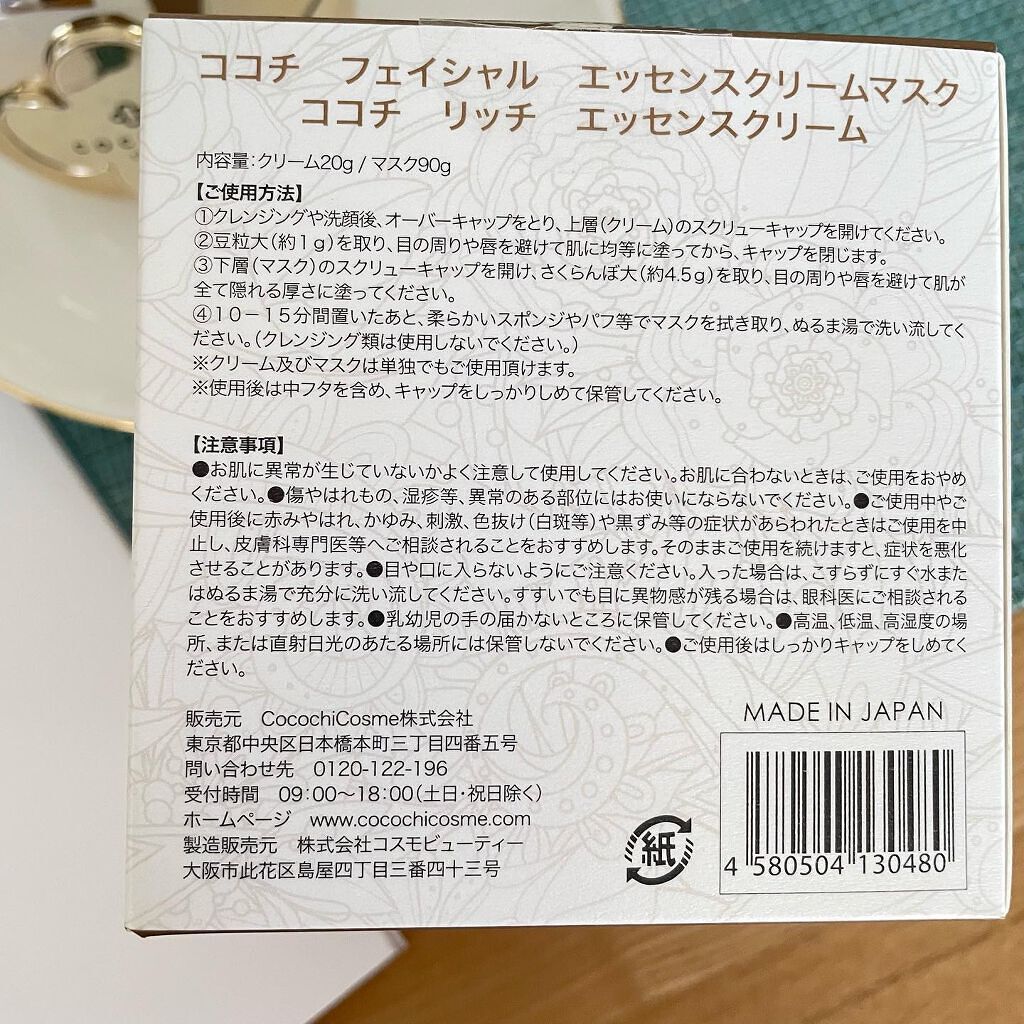 ココチ　フェイシャル　エッセンスクリームマスク
ココチ　リッチ　エッセンスクリーム
内容量:クリーム20g / マスク90g
【ご使用方法】
①クレンジングや洗顔後、オーバーキャップをとり、上層(クリーム)のスクリューキャップを開けてください。
②豆粒大(約1g)を取り、目の周りや唇を避けて肌に均等に塗ってから、キャップを閉じます。
③下層(マスク)のスクリューキャップを開け、さくらんぼ大(約4.5g)を取り、目の周りや唇を避けて肌が
全て隠れる厚さに塗ってください。
④10－15分間置いたあと、柔らかいスポンジやパフ等でマスクを拭き取り、ぬるま湯で洗い流してく
ださい。(クレンジング類は使用しないでください。)
※クリーム及びマスクは単独でもご使用頂けます。
※使用後は中フタを含め、キャップをしっかりしめて保管してください。
【注意事項】
●お肌に異常が生じていないかよく注意して使用してください。お肌に合わないときは、ご使用をおやめ
ください。●傷やはれもの、湿疹等、異常のある部位にはお使いにならないでください。●ご使用中やご
使用後に赤みやはれ、かゆみ、刺激、色抜け(白斑等)や黒ずみ等の症状があらわれたときはご使用を中
止し、皮膚科専門医等へご相談されることをおすすめします。そのままご使用を続けますと、症状を悪化
させることがあります。●目や口に入らないようにご注意ください。入った場合は、こすらずにすぐ水また
はぬるま湯で充分に洗い流してください。すすいでも目に異物感が残る場合は、眼科医にご相談される
ことをおすすめします。●乳幼児の手の届かないところに保管してください。●高温、低温、高湿度の場
所、または直射日光のあたる場所には保管しないでください。●ご使用後はしっかりキャップをしめてく
ださい。
販売元　CocochiCosme株式会社
東京都中央区日本橋本町三丁目四番五号
問い合わせ先　0120-122-196
受付時間　09:00～18:00(土日・祝日除く)
ホームページ　www.cocochicosme.com
製造販売元　株式会社コスモビューティー
大阪市此花区島屋四丁目三番四十三号
MADE IN JAPAN
紙
4 580504 130480